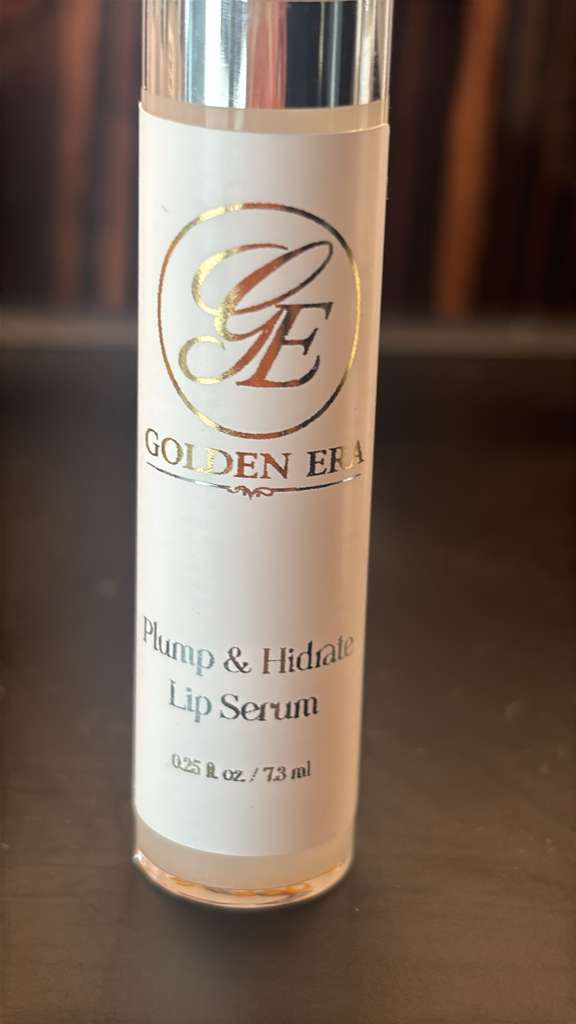 GE
GOLDEN ERA
Plump & Hidrate
Lip Serum
0.25 fl. oz. / 7.3 ml